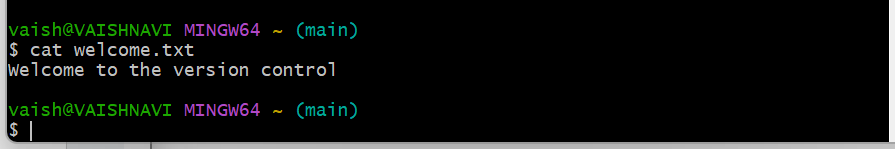 vaish@VAISHNAVI MINGW64 ~ (main)
$ cat welcome.txt
Welcome to the version control
vaish@VAISHNAVI MINGW64 ~ (main)
$